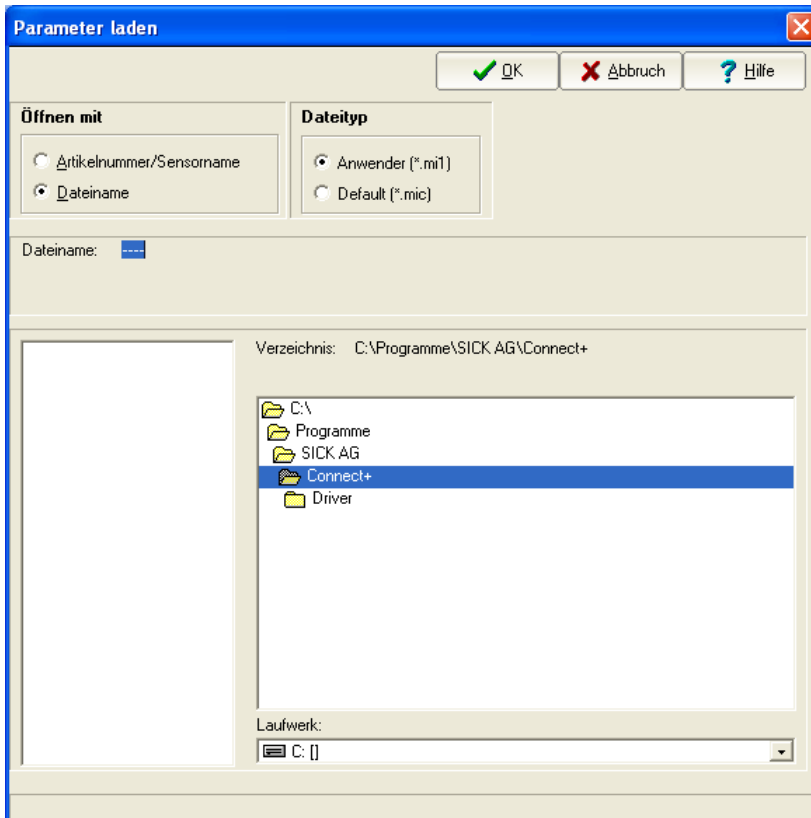 Parameter laden
OK Abbruch Hilfe
Öffnen mit
Artikelnummer/Sensorname
Dateiname
Dateityp
Anwender (*.mi1)
Default (*.mic)
Dateiname: ----
Verzeichnis: C:\Programme\SICK AG\Connect+
C:\
Programme
SICK AG
Connect+
Driver
Laufwerk:
C: []